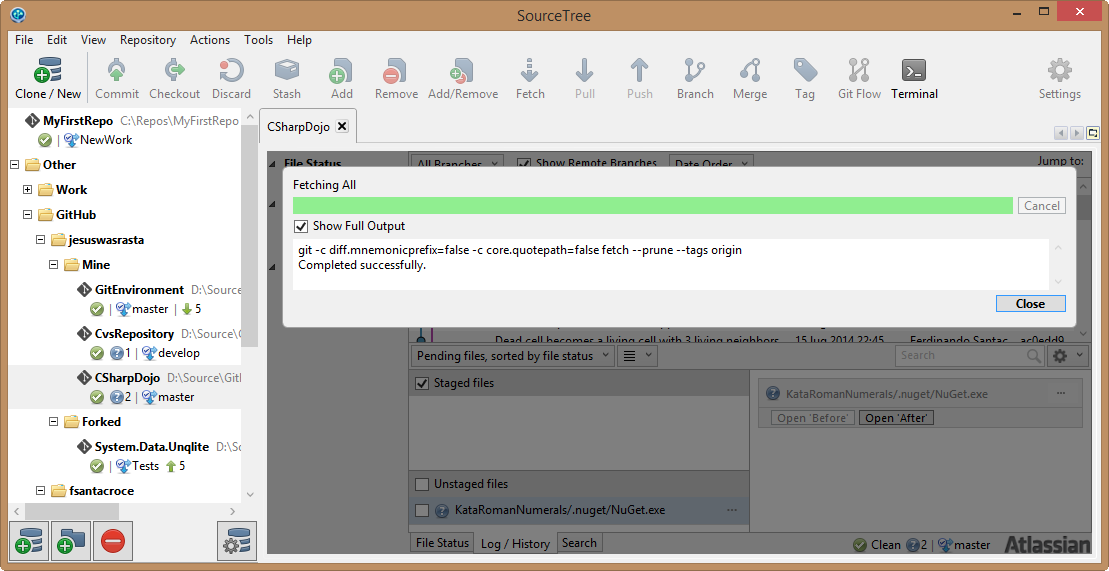 SourceTree
File Edit View Repository Actions Tools Help
Clone / New Commit Checkout Discard Stash Add Remove Add/Remove Fetch Pull Push Branch Merge Tag Git Flow Terminal Settings
MyFirstRepo C:\Repos\MyFirstRepo
NewWork
Other
Work
GitHub
jesuswasrasta
Mine
GitEnvironment D:\Source
master | 5
CvsRepository D:\Source\
1 | develop
CSharpDojo D:\Source\Git
2 | master
Forked
System.Data.Unqlite D:\S
Tests 5
fsantacroce
CSharpDojo
File Status All Branches Show Remote Branches Date Order Jump to:
Fetching All
Cancel
Show Full Output
git -c diff.mnemonicprefix=false -c core.quotepath=false fetch --prune --tags origin
Completed successfully.
Close
Dead cell becomes a living cell with 3 living neighbors 15 lug 2014 22:45 Ferdinando Santac ac0edd9
Pending files, sorted by file status Search
Staged files
KataRomanNumerals/.nuget/NuGet.exe ...
Open 'Before' Open 'After'
Unstaged files
KataRomanNumerals/.nuget/NuGet.exe ...
File Status Log / History Search Clean 2 | master Atlassian